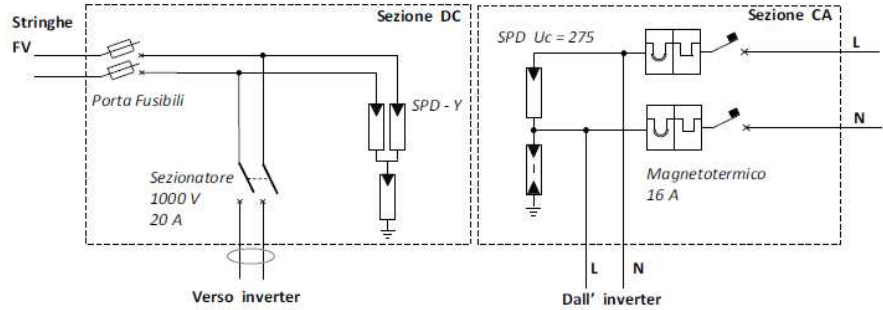 Stringhe
FV
Sezione DC
Porta Fusibili
SPD - Y
Sezionatore
1000 V
20 A
Verso inverter
Sezione CA
SPD Uc = 275
L
N
Magnetotermico
16 A
L N
Dall' inverter